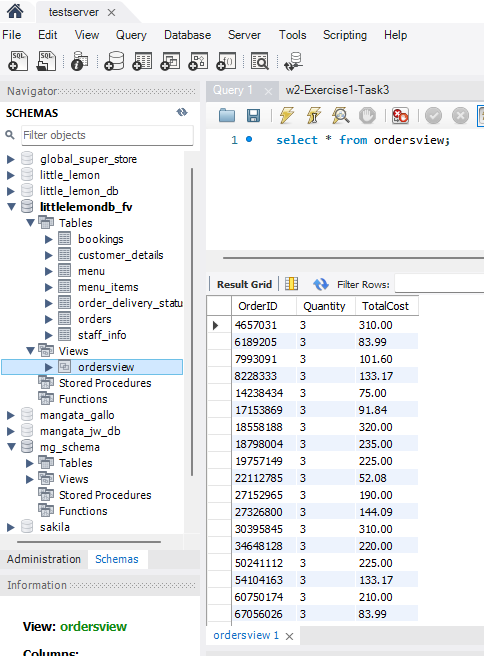 testserver
File Edit View Query Database Server Tools Scripting Help
Navigator
SCHEMAS
Filter objects
global_super_store
little_lemon
little_lemon_db
littlelemondb_fv
Tables
bookings
customer_details
menu
menu_items
order_delivery_statu
orders
staff_info
Views
ordersview
Stored Procedures
Functions
mangata_gallo
mangata_jw_db
mg_schema
Tables
Views
Stored Procedures
Functions
sakila
Administration Schemas
Information
View: ordersview
Columns:
Query 1 w2-Exercise1-Task3
1 select * from ordersview;
Result Grid Filter Rows:
OrderID Quantity TotalCost
4657031 3 310.00
6189205 3 83.99
7993091 3 101.60
8228333 3 133.17
14238434 3 75.00
17153869 3 91.84
18558188 3 320.00
18798004 3 235.00
19757149 3 225.00
22112785 3 52.08
27152965 3 190.00
27326800 3 144.09
30395845 3 310.00
34648128 3 220.00
50241112 3 225.00
54104163 3 133.17
60750174 3 210.00
67056026 3 83.99
ordersview 1